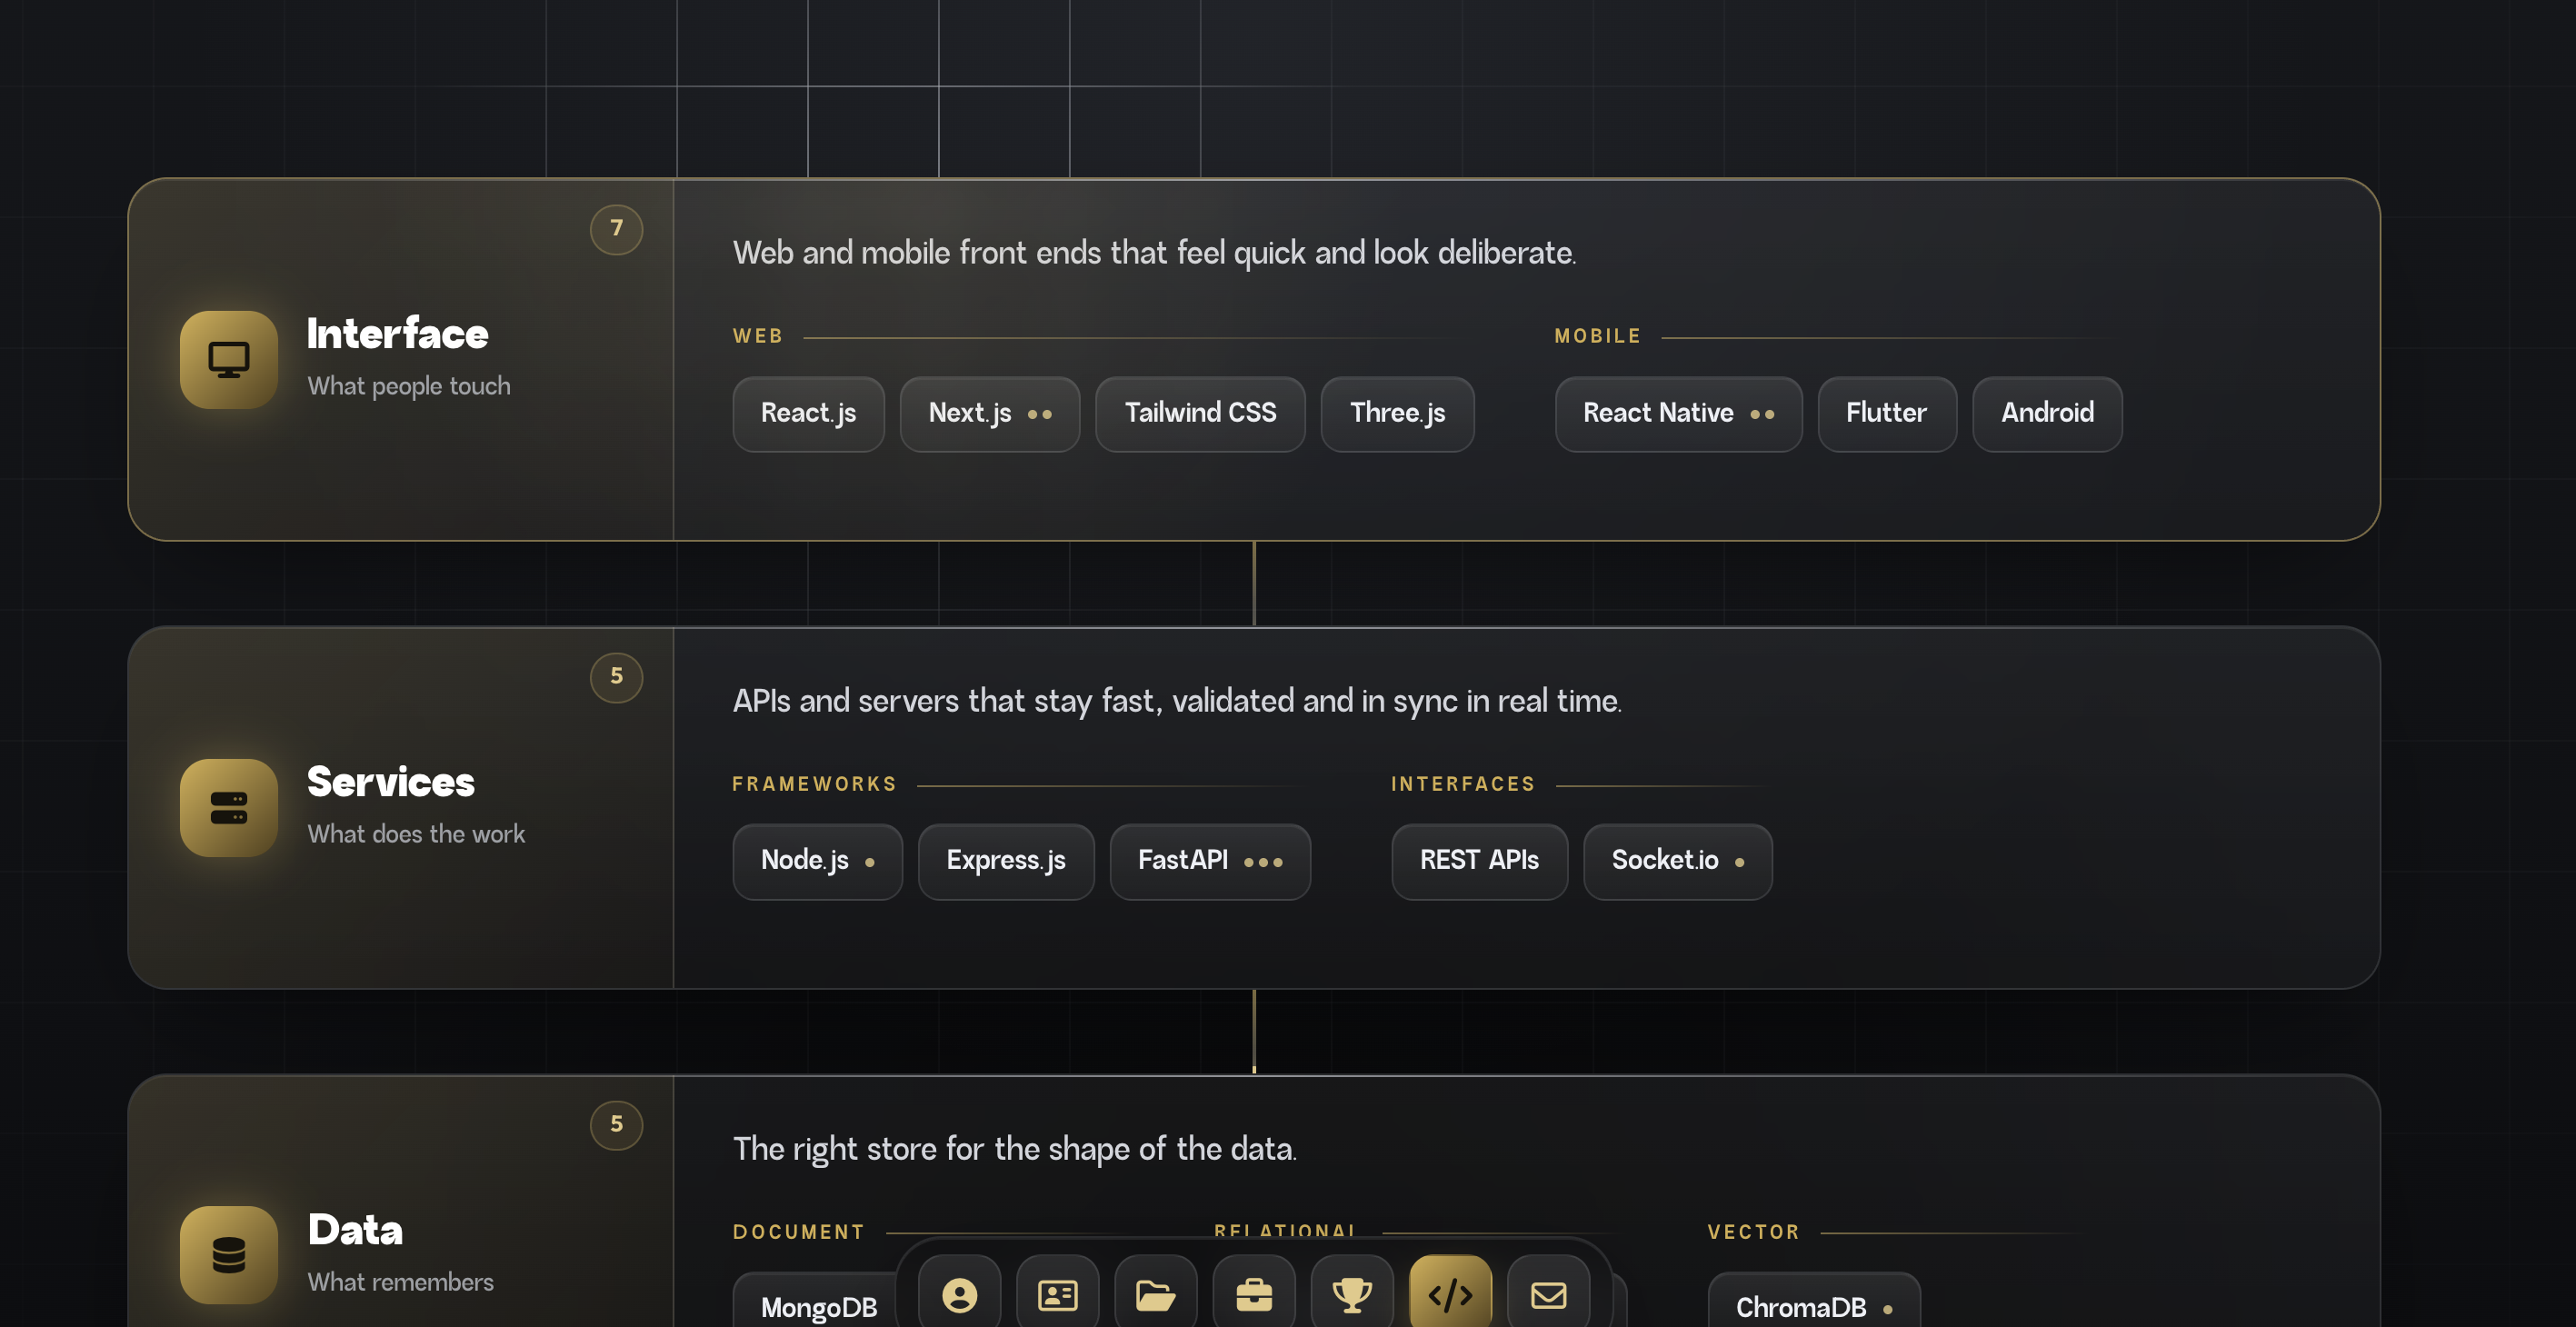 7
Web and mobile front ends that feel quick and look deliberate.
Interface
What people touch
WEB
MOBILE
React.js
Next.js
Tailwind CSS
Three.js
React Native
Flutter
Android
5
APIs and servers that stay fast, validated and in sync in real time.
Services
What does the work
FRAMEWORKS
INTERFACES
Node.js
Express.js
FastAPI
REST APIs
Socket.io
5
The right store for the shape of the data.
Data
What remembers
DOCUMENT
RELATIONAL
VECTOR
MongoDB
ChromaDB